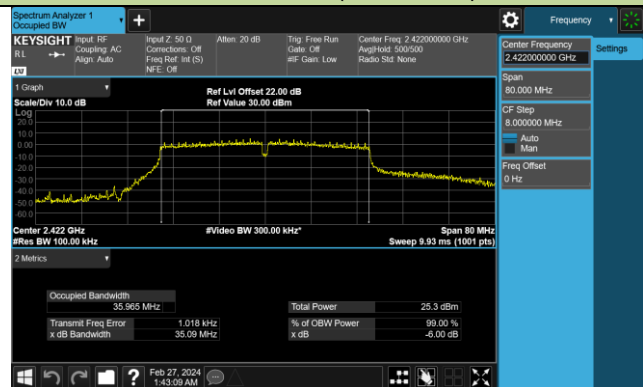 Spectrum Analyzer 1
Occupied BW
Frequency
KEYSIGHT
RL
Input: RF
Coupling: AC
Align: Auto
Input Z: 50 Ω
Corrections: Off
Freq Ref: Int (S)
NFE: Off
Atten: 20 dB
Trig: Free Run
Gate: Off
#IF Gain: Low
Center Freq: 2.422000000 GHz
Avg|Hold: 500/500
Radio Std: None
LXI
1 Graph
Scale/Div 10.0 dB
Ref Lvl Offset 22.00 dB
Ref Value 30.00 dBm
Log
20.0
10.0
0.00
-10.0
-20.0
-30.0
-40.0
-50.0
-60.0
Center 2.422 GHz
#Res BW 100.00 kHz
#Video BW 300.00 kHz*
Span 80 MHz
Sweep 9.93 ms (1001 pts)
2 Metrics
Occupied Bandwidth
35.965 MHz
Transmit Freq Error 1.018 kHz
x dB Bandwidth 35.09 MHz
Total Power 25.3 dBm
% of OBW Power 99.00 %
x dB -6.00 dB
Center Frequency
2.422000000 GHz
Span
80.000 MHz
CF Step
8.000000 MHz
Auto
Man
Freq Offset
0 Hz
Settings
?
Feb 27, 2024
1:43:09 AM